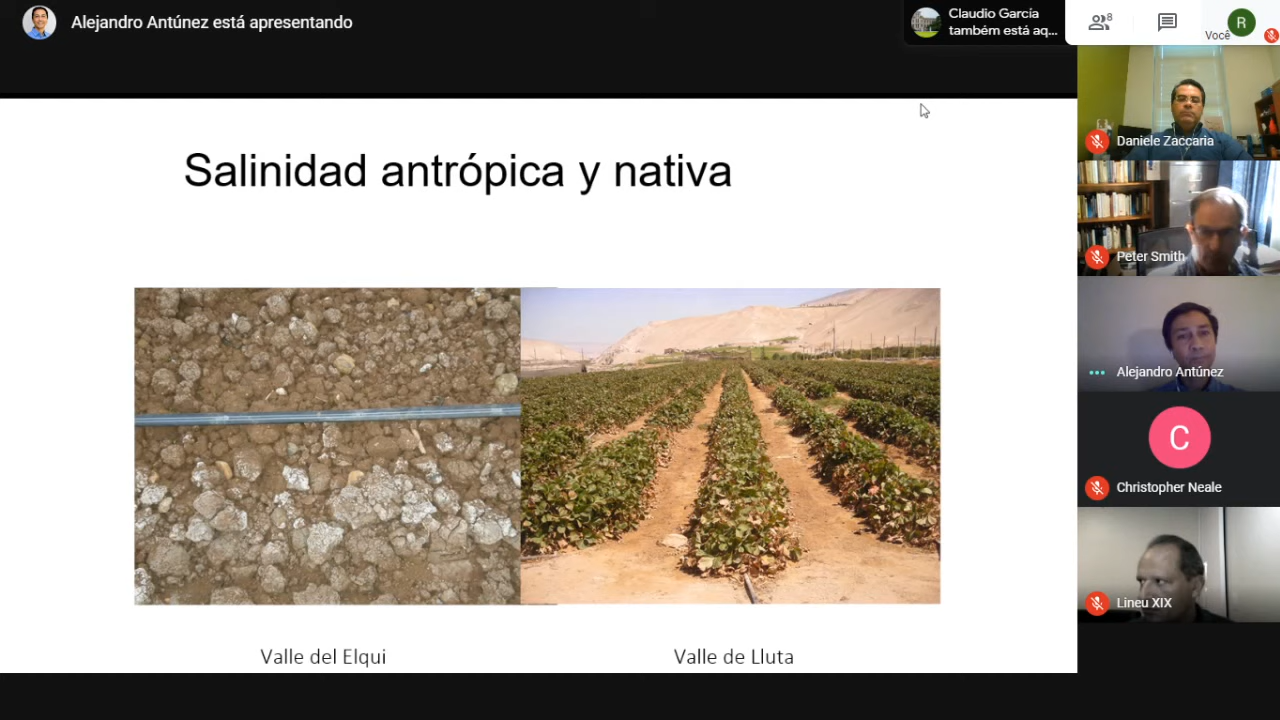 Alejandro Antúnez está apresentando
Claudio García
também está aq...
8
Você
R
Daniele Zaccaria
Peter Smith
Alejandro Antúnez
C
Christopher Neale
Lineu XIX
Salinidad antrópica y nativa
Valle del Elqui
Valle de Lluta